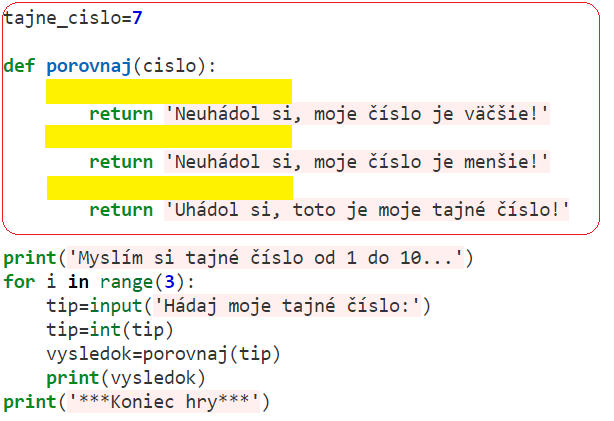 tajne_cislo=7
def porovnaj(cislo):
return 'Neuhádol si, moje číslo je väčšie!'
return 'Neuhádol si, moje číslo je menšie!'
return 'Uhádol si, toto je moje tajné číslo!'
print('Myslím si tajné číslo od 1 do 10...')
for i in range(3):
tip=input('Hádaj moje tajné číslo:')
tip=int(tip)
vysledok=porovnaj(tip)
print(vysledok)
print('***Koniec hry***')